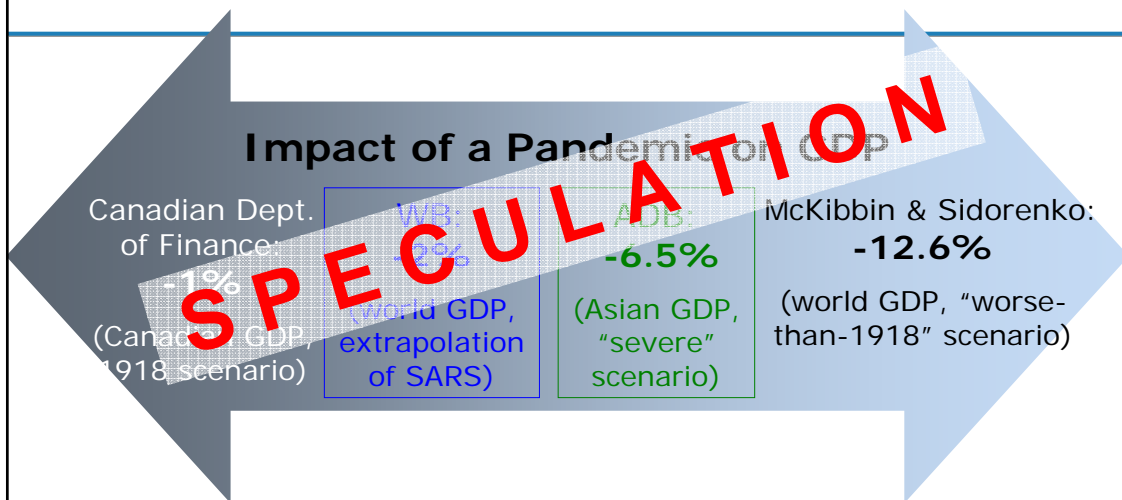 Impact of a Pandemic on GDP
Canadian Dept.
of Finance:
-1%
(Canadian GDP,
1918 scenario)
WB:
-2%
(world GDP,
extrapolation
of SARS)
ADB:
-6.5%
(Asian GDP,
“severe”
scenario)
McKibbin & Sidorenko:
-12.6%
(world GDP, “worse-
than-1918” scenario)
SPECULATION